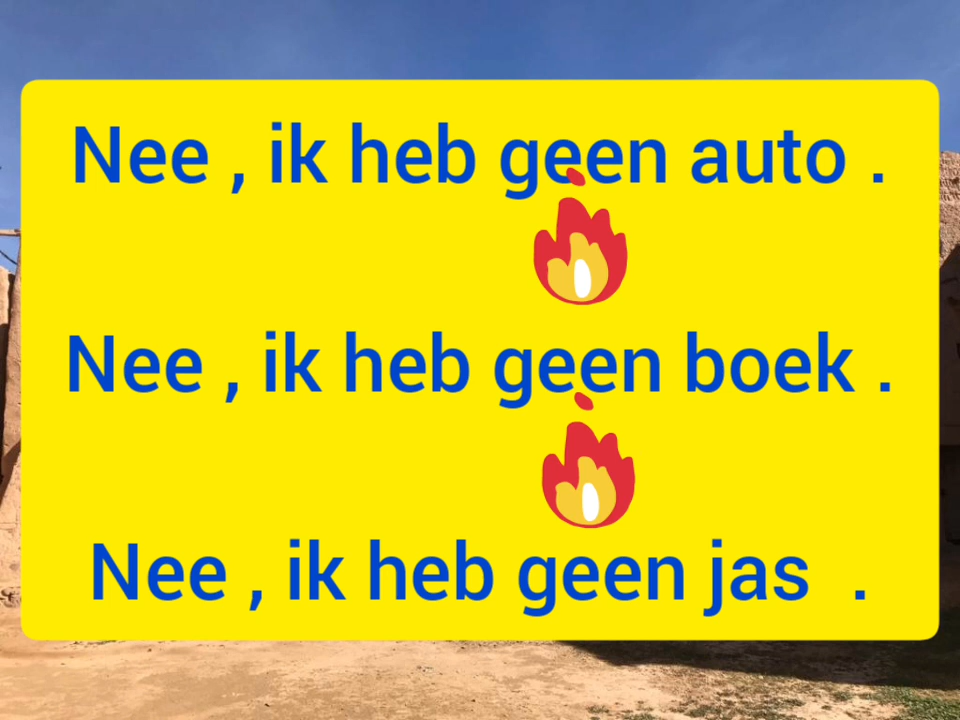 Nee , ik heb geen auto .
Nee , ik heb geen boek .
Nee , ik heb geen jas .